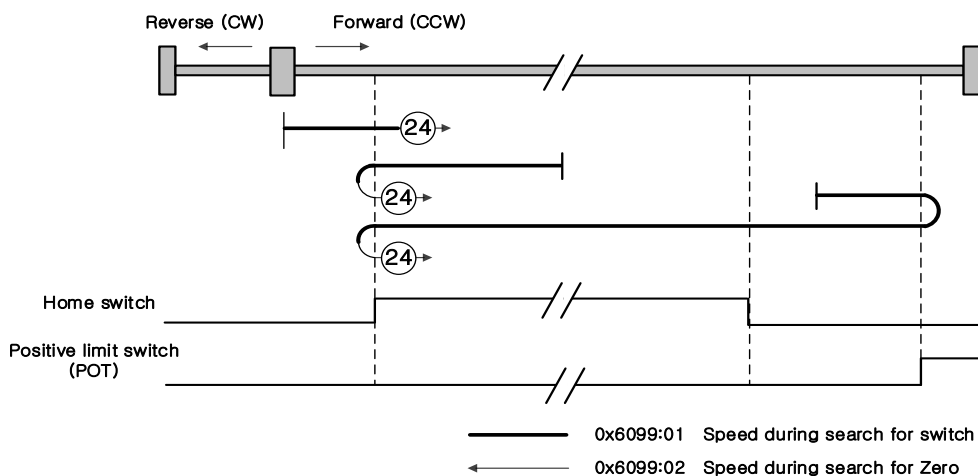 Reverse (CW) Forward (CCW)
24
24
24
Home switch
Positive limit switch
(POT)
0x6099:01 Speed during search for switch
0x6099:02 Speed during search for Zero